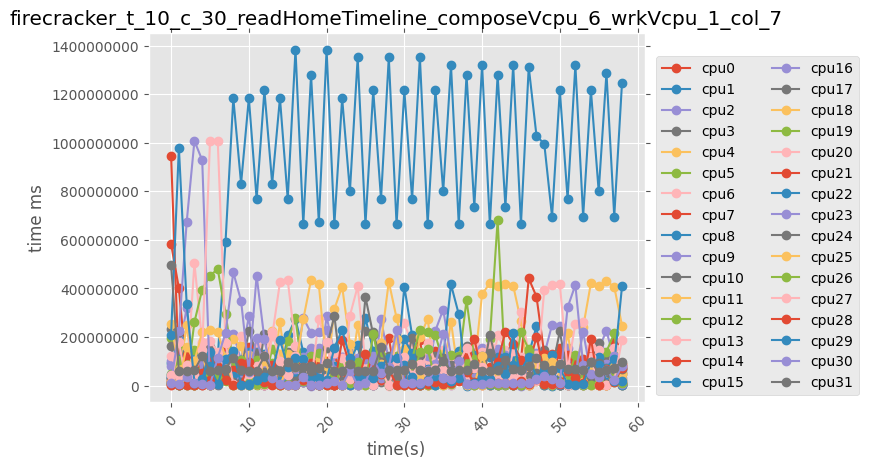 firecracker_t_10_c_30_readHomeTimeline_composeVcpu_6_wrkVcpu_1_col_7
time ms
1400000000
1200000000
1000000000
800000000
600000000
400000000
200000000
0
0
10
20
30
40
50
60
time(s)
cpu0
cpu1
cpu2
cpu3
cpu4
cpu5
cpu6
cpu7
cpu8
cpu9
cpu10
cpu11
cpu12
cpu13
cpu14
cpu15
cpu16
cpu17
cpu18
cpu19
cpu20
cpu21
cpu22
cpu23
cpu24
cpu25
cpu26
cpu27
cpu28
cpu29
cpu30
cpu31